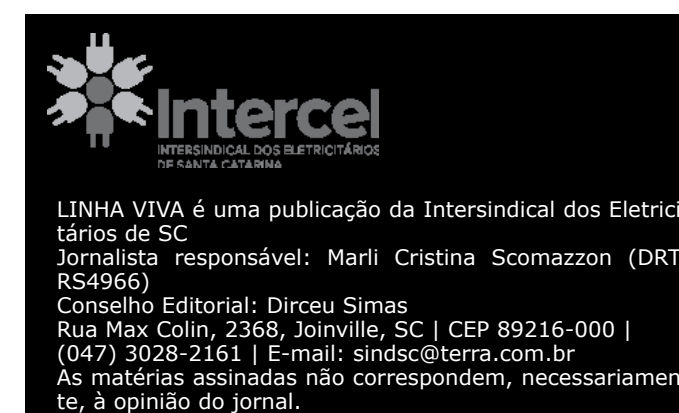 Intercel
INTERSINDICAL DOS ELETRICITÁRIOS
DE SANTA CATARINA
LINHA VIVA é uma publicação da Intersindical dos Eletrici
tários de SC
Jornalista responsável: Marli Cristina Scomazzon (DRT
RS4966)
Conselho Editorial: Dirceu Simas
Rua Max Colin, 2368, Joinville, SC | CEP 89216-000 |
(047) 3028-2161 | E-mail: sindsc@terra.com.br
As matérias assinadas não correspondem, necessariamen
te, à opinião do jornal.